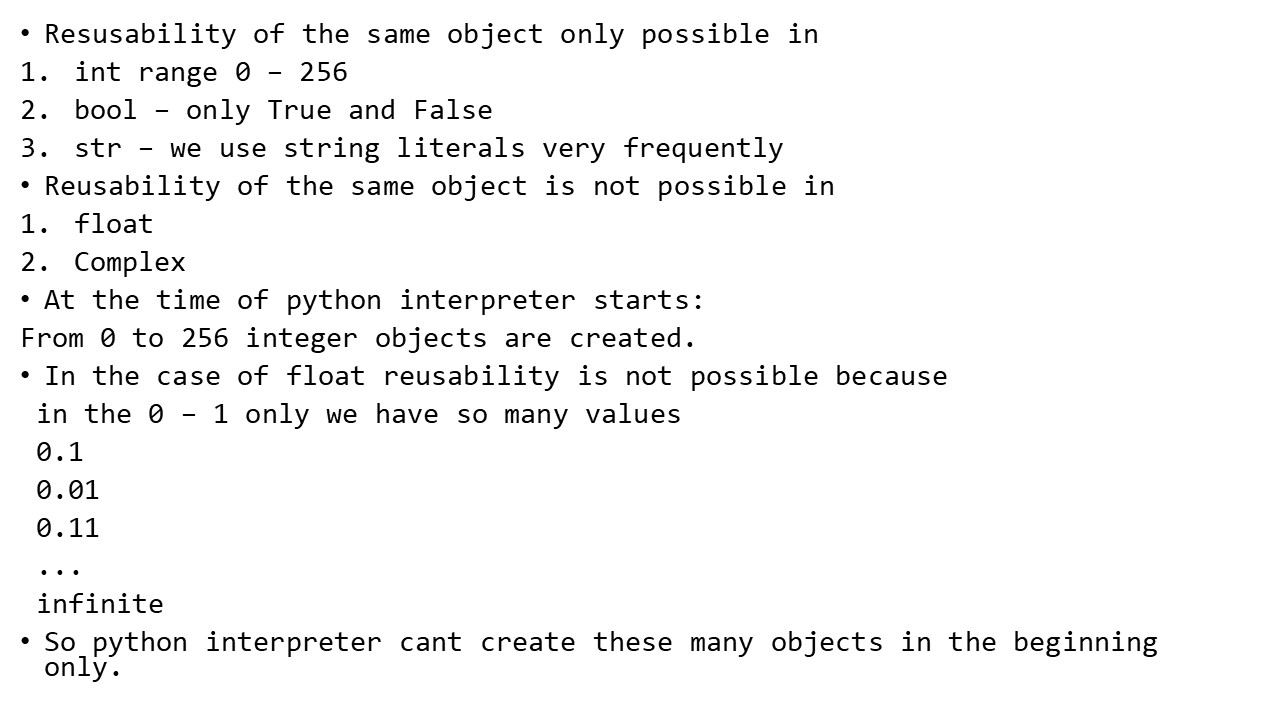 • Resusability of the same object only possible in
1. int range 0 – 256
2. bool – only True and False
3. str – we use string literals very frequently
• Reusability of the same object is not possible in
1. float
2. Complex
• At the time of python interpreter starts:
From 0 to 256 integer objects are created.
• In the case of float reusability is not possible because
in the 0 – 1 only we have so many values
0.1
0.01
0.11
...
infinite
• So python interpreter cant create these many objects in the beginning
only.